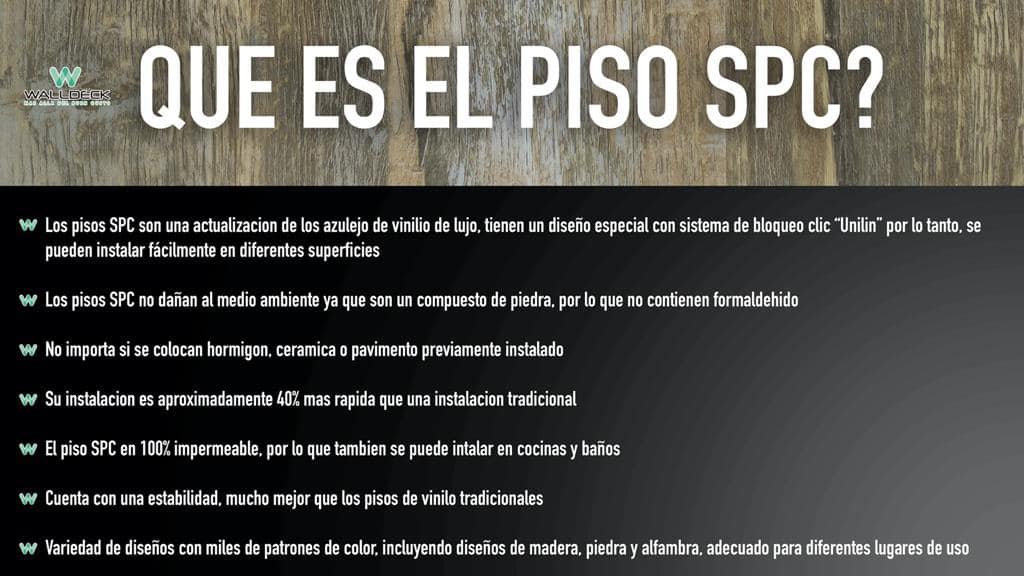 WALLDECK
MAS ALLA DEL BUEN GUSTO
QUE ES EL PISO SPC?
Los pisos SPC son una actualizacion de los azulejo de vinilio de lujo, tienen un diseño especial con sistema de bloqueo clic “Unilin” por lo tanto, se
pueden instalar fácilmente en diferentes superficies
Los pisos SPC no dañan al medio ambiente ya que son un compuesto de piedra, por lo que no contienen formaldehido
No importa si se colocan hormigon, ceramica o pavimento previamente instalado
Su instalacion es aproximadamente 40% mas rapida que una instalacion tradicional
El piso SPC en 100% impermeable, por lo que tambien se puede intalar en cocinas y baños
Cuenta con una estabilidad, mucho mejor que los pisos de vinilo tradicionales
Variedad de diseños con miles de patrones de color, incluyendo diseños de madera, piedra y alfambra, adecuado para diferentes lugares de uso